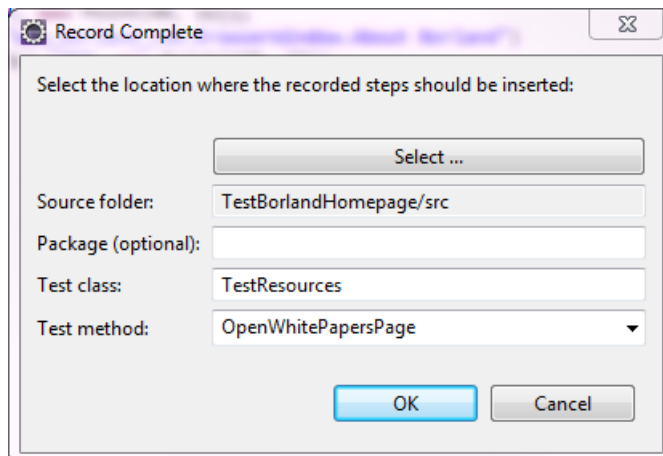 Record Complete
Select the location where the recorded steps should be inserted:
Select ...
Source folder: TestBorlandHomepage/src
Package (optional):
Test class: TestResources
Test method: OpenWhitePapersPage
OK Cancel